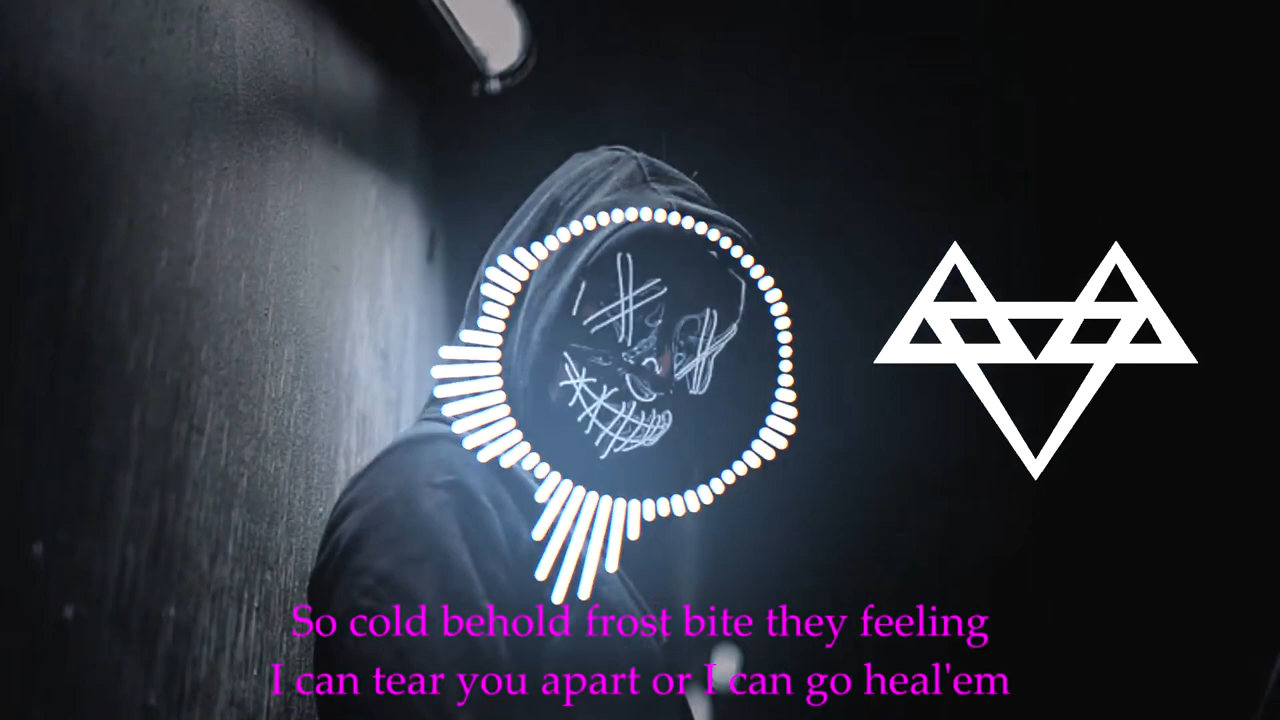 So cold behold frost bite they feeling
I can tear you apart or I can go heal'em